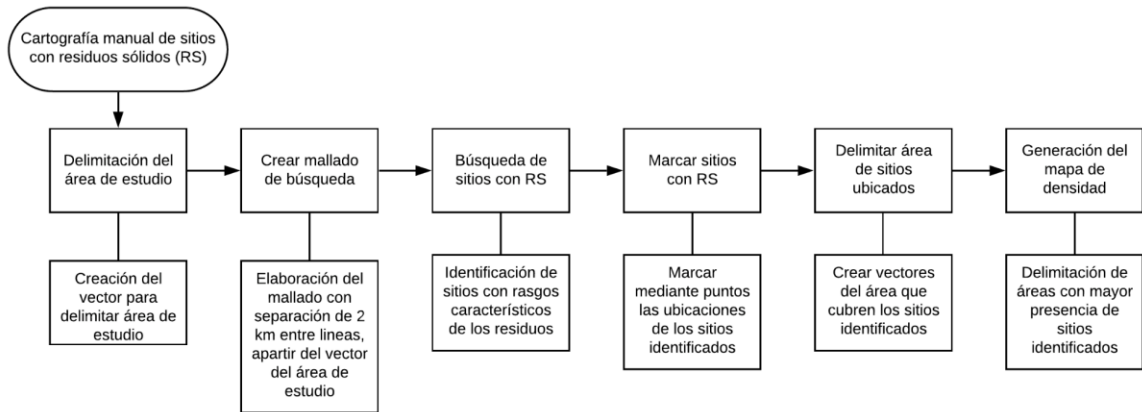 Cartografía manual de sitios
con residuos sólidos (RS)
Delimitación del
área de estudio
Crear mallado
de búsqueda
Búsqueda de
sitios con RS
Marcar sitios
con RS
Delimitar área
de sitios
ubicados
Generación del
mapa de
densidad
Creación del
vector para
delimitar área de
estudio
Elaboración del
mallado con
separación de 2
km entre lineas,
apartir del vector
del área de
estudio
Identificación de
sitios con rasgos
característicos
de los residuos
Marcar
mediante puntos
las ubicaciones
de los sitios
identificados
Crear vectores
del área que
cubren los sitios
identificados
Delimitación de
áreas con mayor
presencia de
sitios
identificados